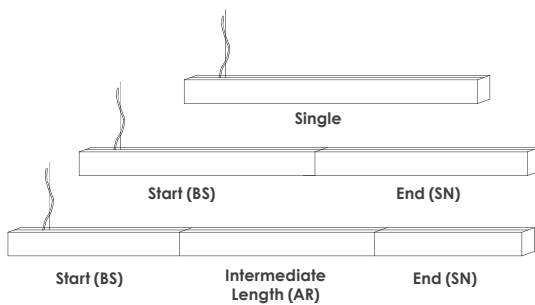 Single
Start (BS) End (SN)
Start (BS) Intermediate Length (AR) End (SN)